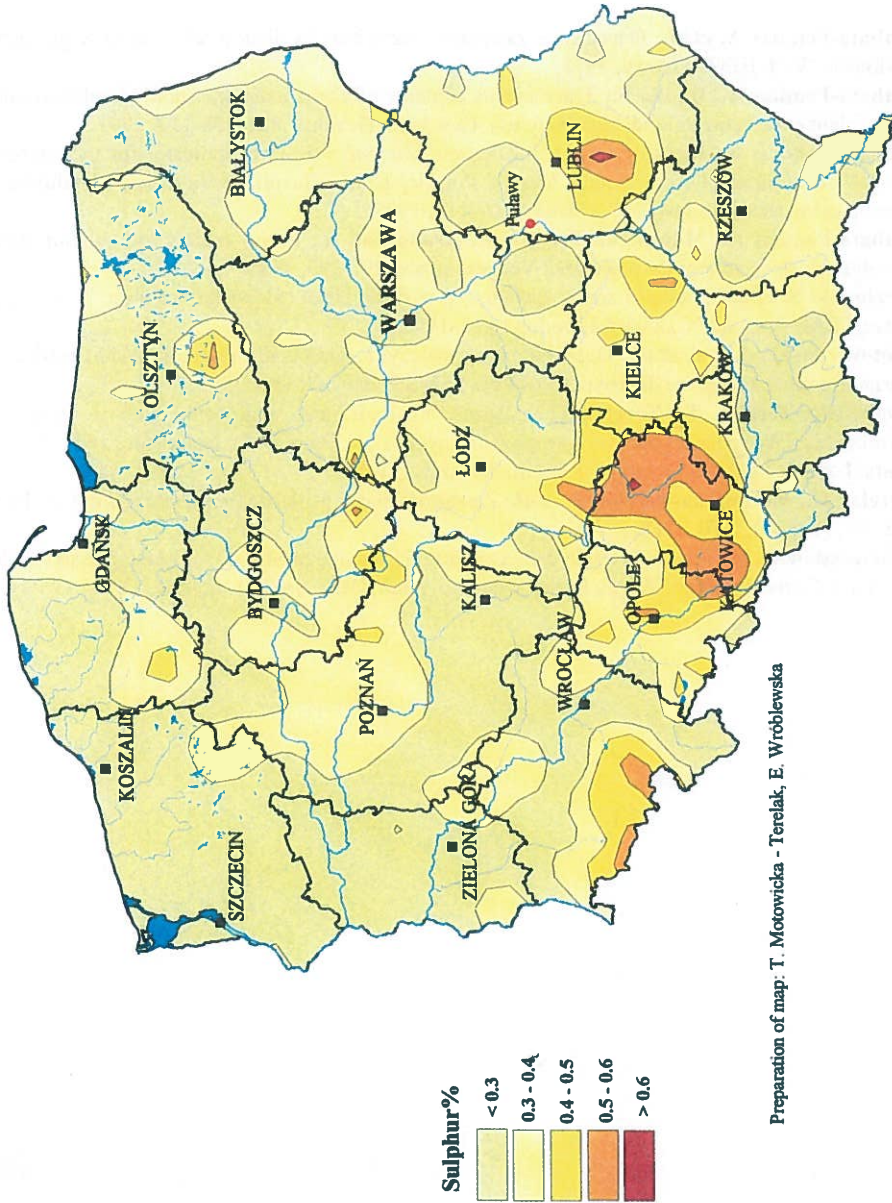 KOSZALIN
GDAŃSK
OLSZTYN
SZCZECIN
BYDGOSZCZ
BIAŁYSTOK
POZNAŃ
WARSZAWA
ZIELONA GÓRA
KALISZ
ŁÓDŹ
Puławy
LUBLIN
WROCŁAW
OPOLE
KIELCE
KATOWICE
KRAKÓW
RZESZÓW
Sulphur%
< 0.3
0.3 - 0.4
0.4 - 0.5
0.5 - 0.6
> 0.6
Preparation of map: T. Motowicka - Terelak, E. Wróblewska